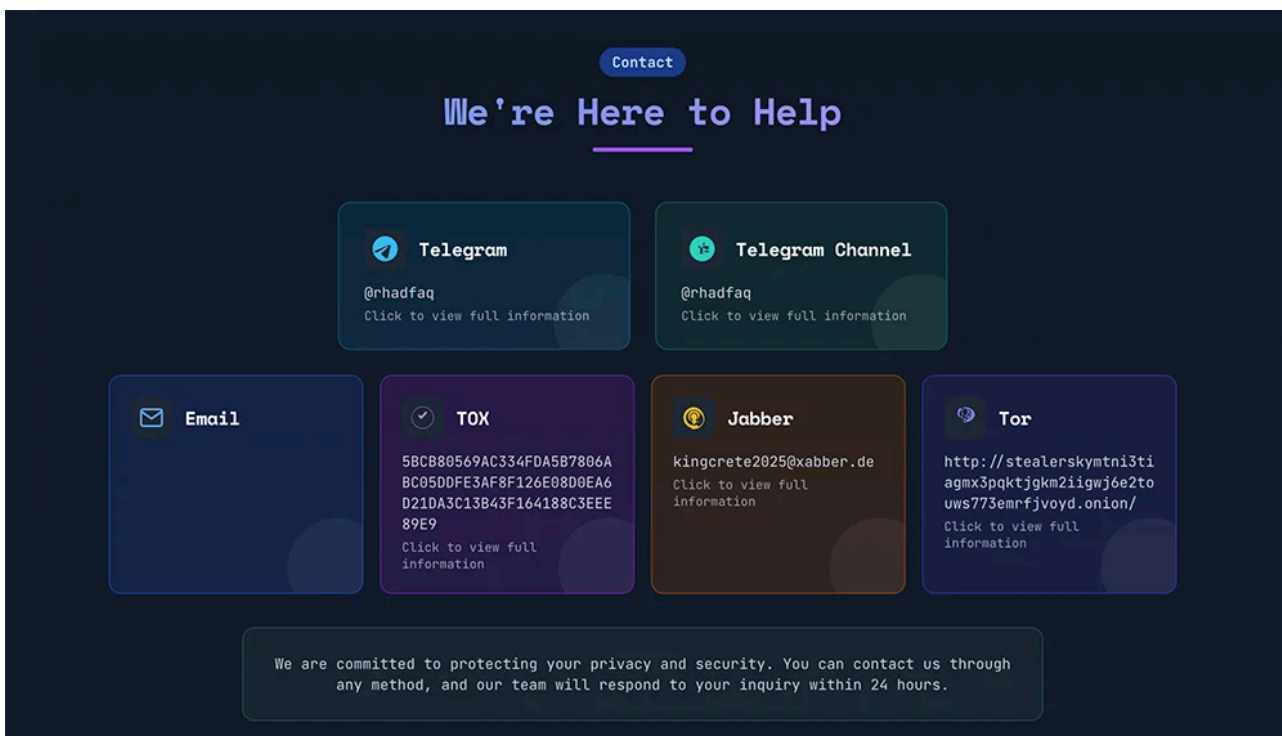 Contact
We're Here to Help
Telegram
@rhadfaq
Click to view full information
Telegram Channel
@rhadfaq
Click to view full information
Email
TOX
5BCB80569AC334FDA5B7806A
BC05DDFE3AF8F126E08D0EA6
D21DA3C13B43F164188C3EEE
89E9
Click to view full
information
Jabber
kingcrete2025@xabber.de
Click to view full
information
Tor
http://stealerskymtni3ti
agmx3pqktjgkm2iigwj6e2to
uws773emrfjvoyd.onion/
Click to view full
information
We are committed to protecting your privacy and security. You can contact us through
any method, and our team will respond to your inquiry within 24 hours.